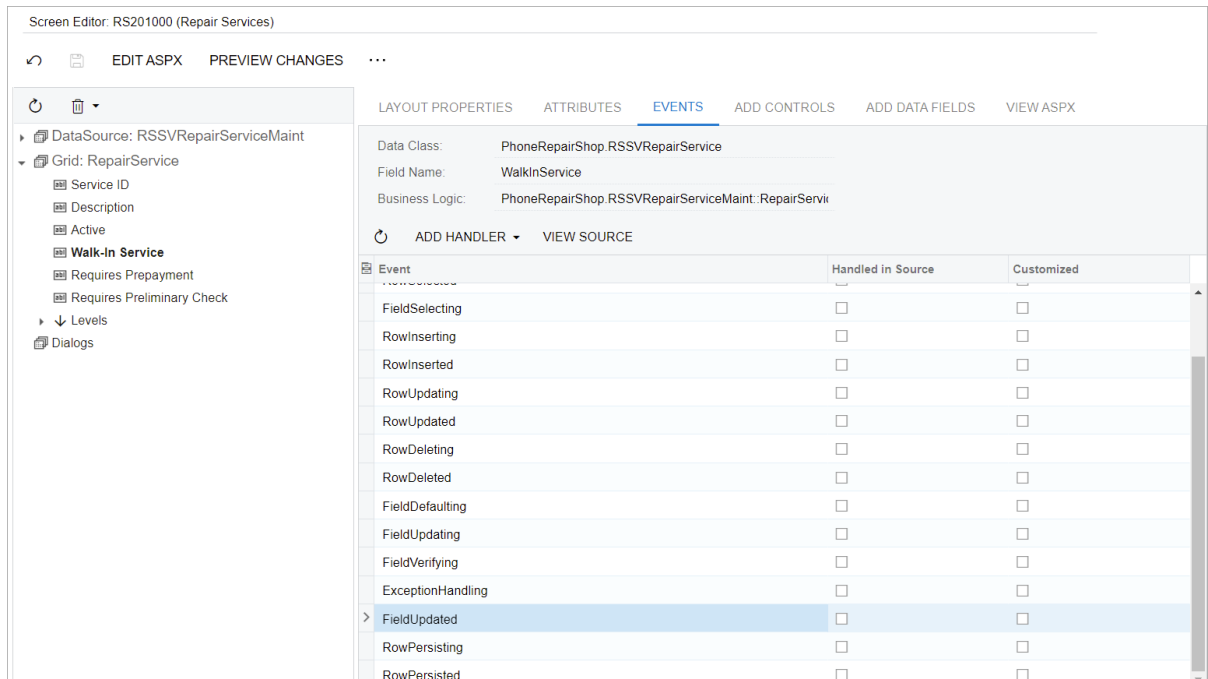 Screen Editor: RS201000 (Repair Services)
EDIT ASPX PREVIEW CHANGES ...
LAYOUT PROPERTIES ATTRIBUTES EVENTS ADD CONTROLS ADD DATA FIELDS VIEW ASPX
DataSource: RSSVRepairServiceMaint
Grid: RepairService
Service ID
Description
Active
Walk-In Service
Requires Prepayment
Requires Preliminary Check
Levels
Dialogs
Data Class: PhoneRepairShop.RSSVRepairService
Field Name: WalkInService
Business Logic: PhoneRepairShop.RSSVRepairServiceMaint::RepairServic
ADD HANDLER VIEW SOURCE
Event Handled in Source Customized
RowSelected
FieldSelecting
RowInserting
RowInserted
RowUpdating
RowUpdated
RowDeleting
RowDeleted
FieldDefaulting
FieldUpdating
FieldVerifying
ExceptionHandling
FieldUpdated
RowPersisting
RowPersisted